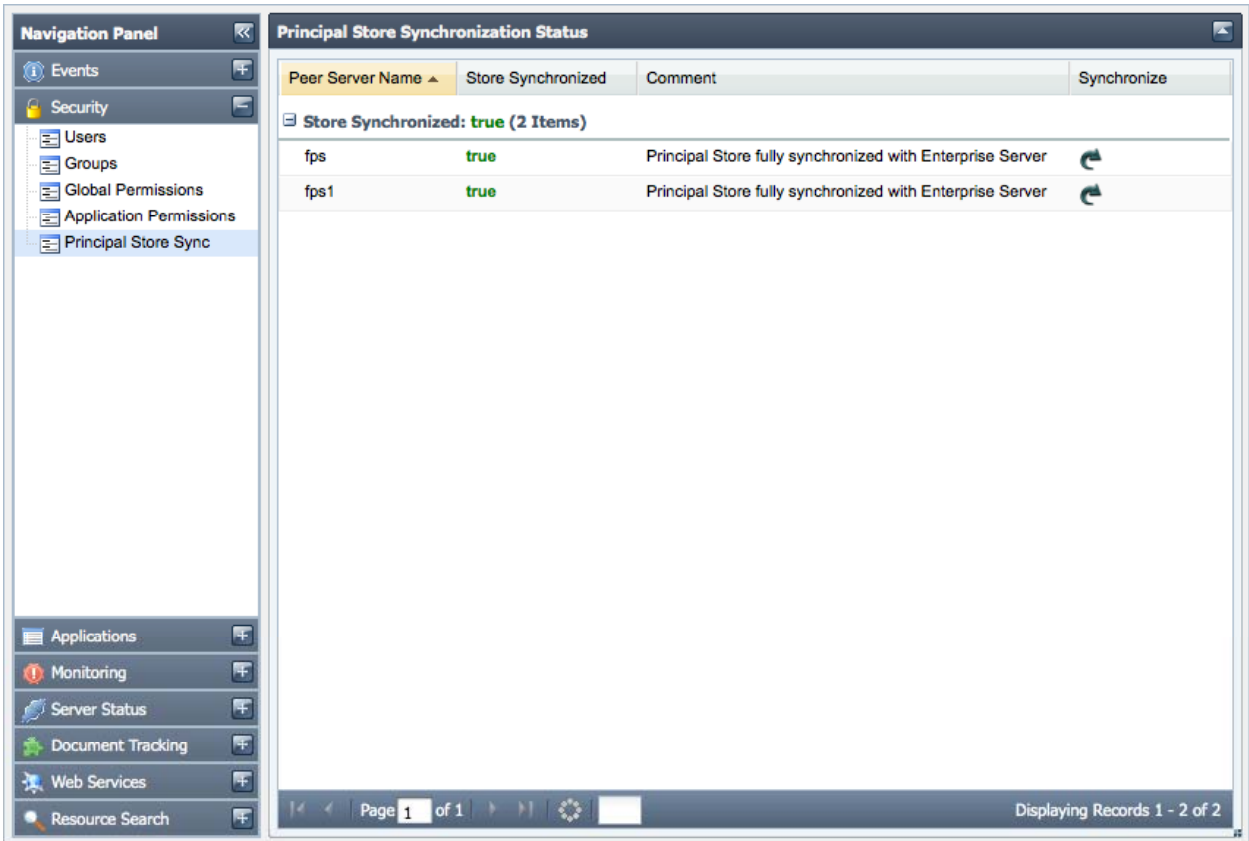 Navigation Panel
Events
Security
Users
Groups
Global Permissions
Application Permissions
Principal Store Sync
Applications
Monitoring
Server Status
Document Tracking
Web Services
Resource Search
Principal Store Synchronization Status
Peer Server Name Store Synchronized Comment Synchronize
Store Synchronized: true (2 Items)
fps true Principal Store fully synchronized with Enterprise Server
fps1 true Principal Store fully synchronized with Enterprise Server
Page 1 of 1 Displaying Records 1 - 2 of 2